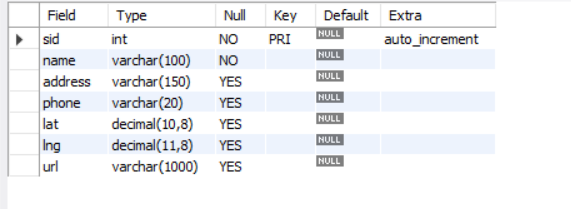 Field Type Null Key Default Extra
sid int NO PRI NULL auto_increment
name varchar(100) NO NULL
address varchar(150) YES NULL
phone varchar(20) YES NULL
lat decimal(10,8) YES NULL
lng decimal(11,8) YES NULL
url varchar(1000) YES NULL